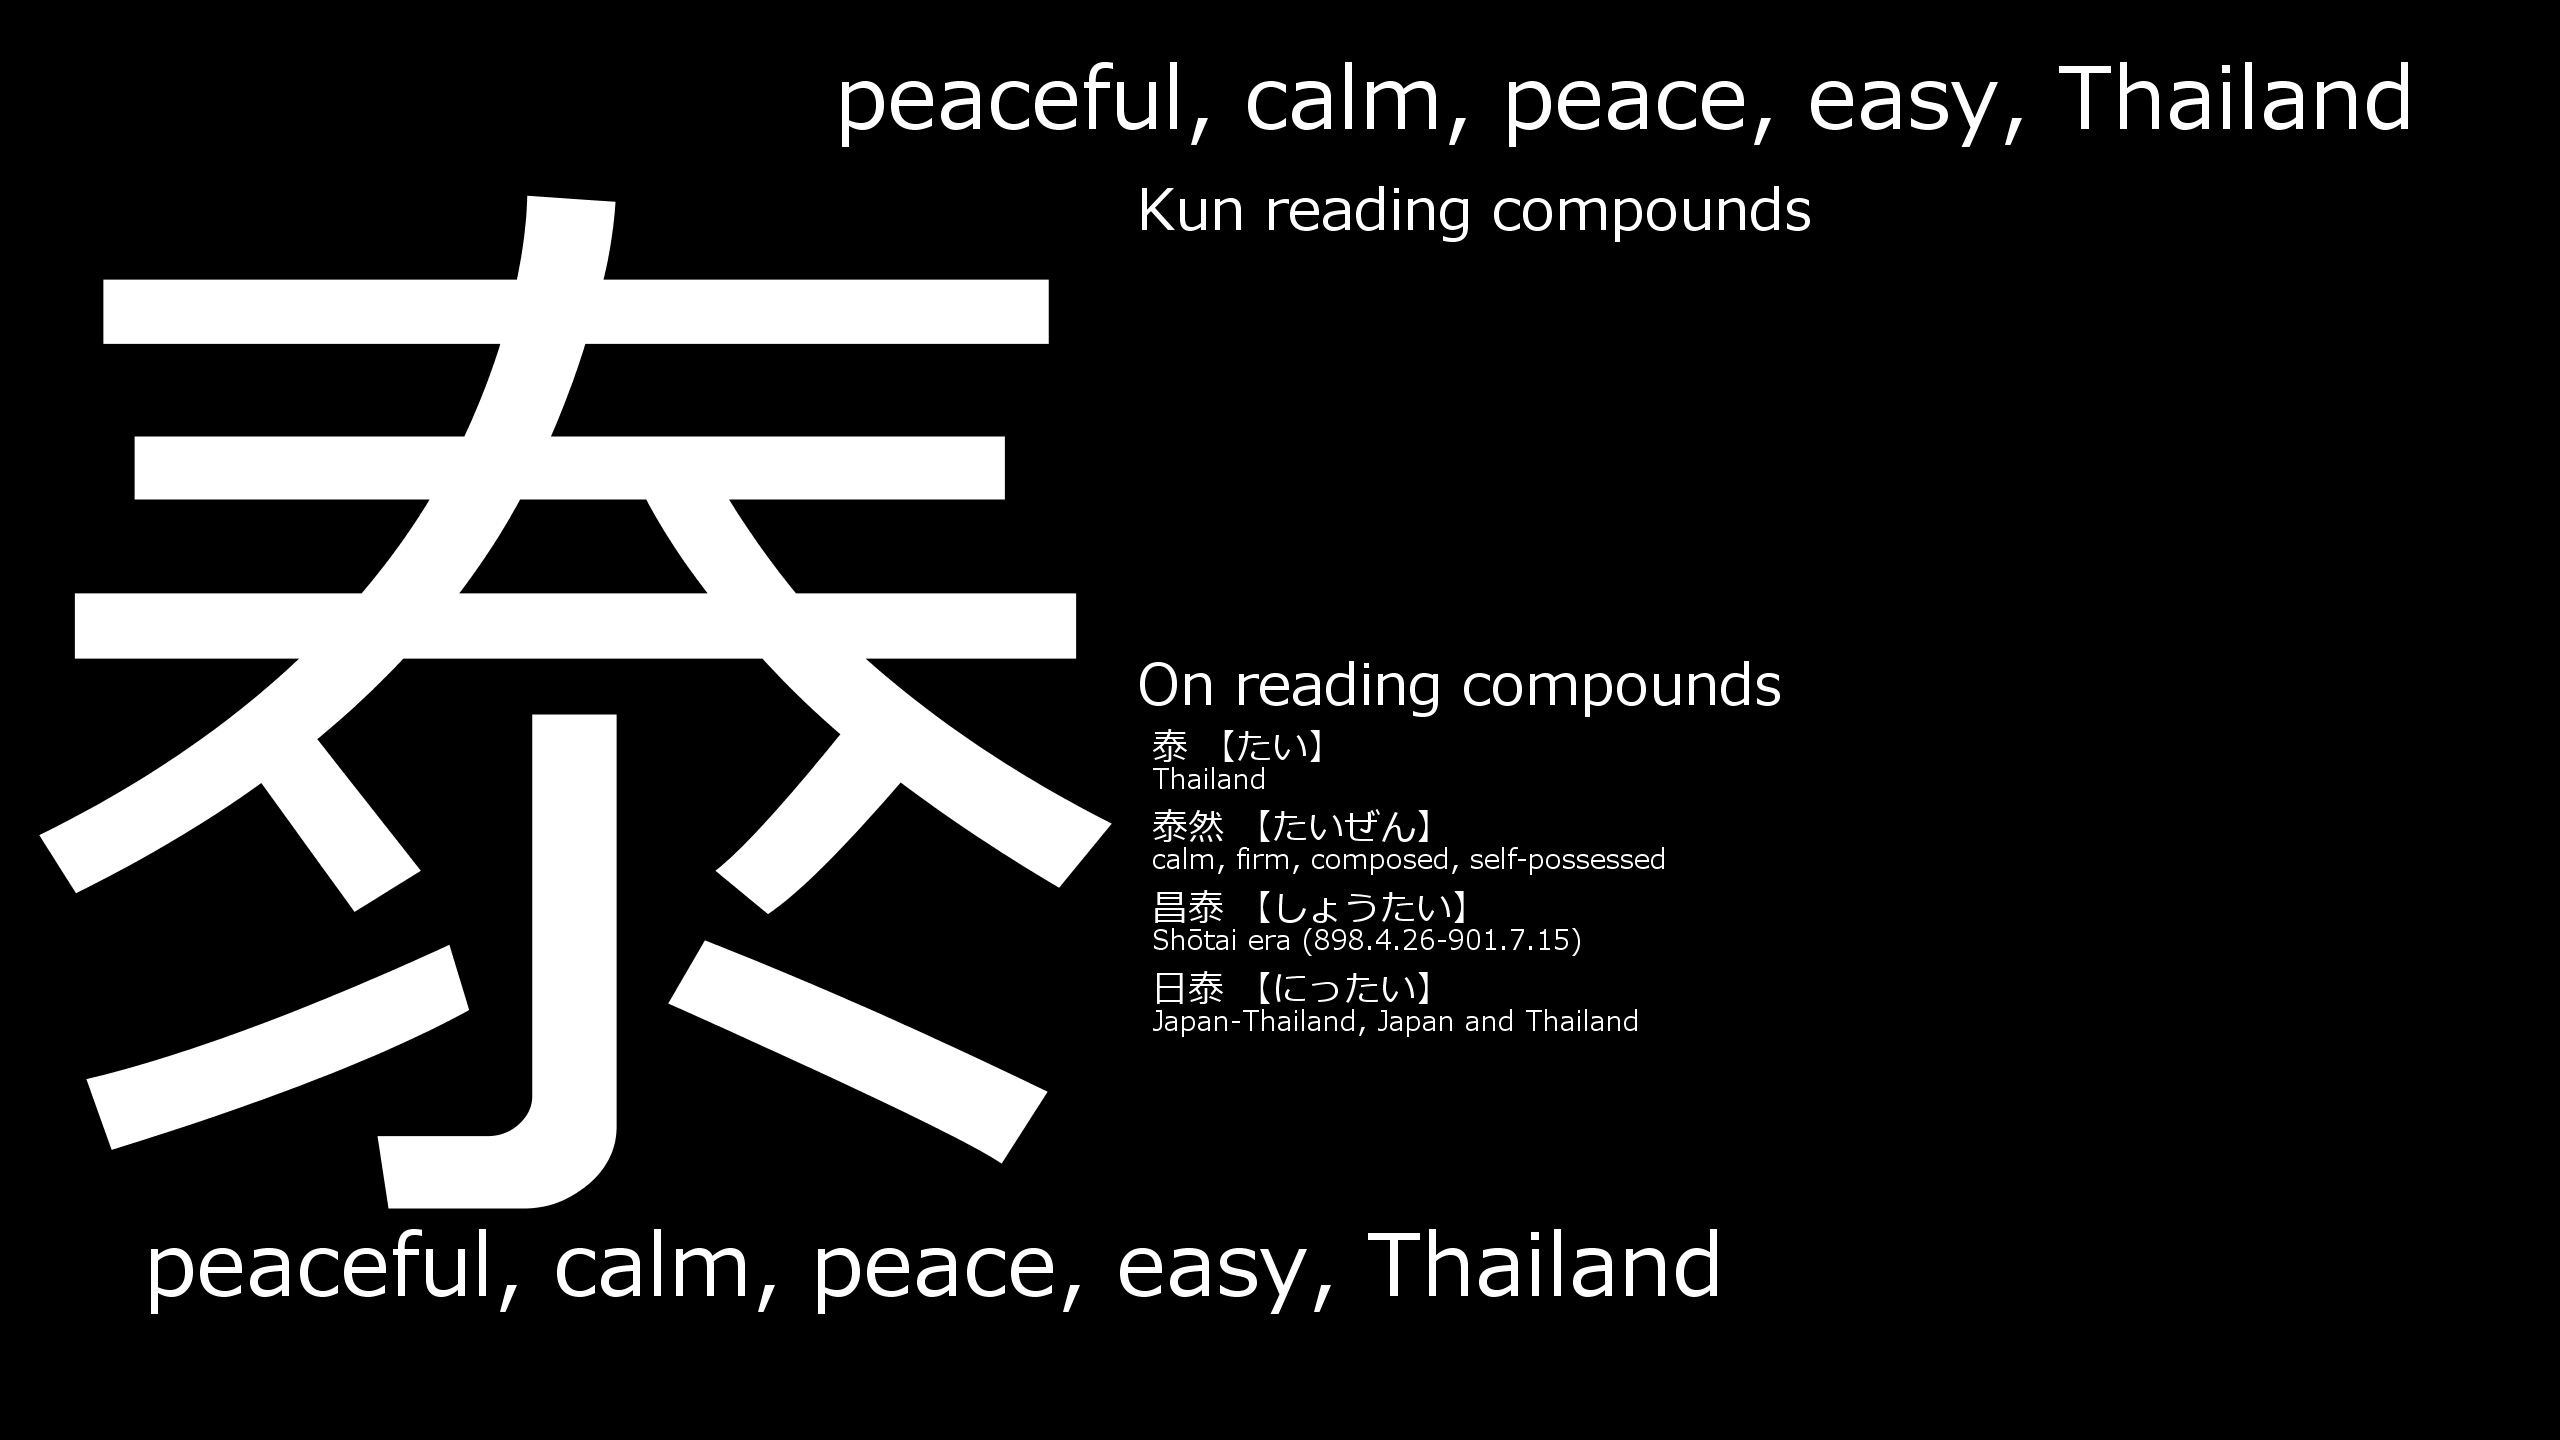 peaceful, calm, peace, easy, Thailand
泰
Kun reading compounds
On reading compounds
泰 【たい】
Thailand
泰然 【たいぜん】
calm, firm, composed, self-possessed
昌泰 【しょうたい】
Shōtai era (898.4.26-901.7.15)
日泰 【にったい】
Japan-Thailand, Japan and Thailand
peaceful, calm, peace, easy, Thailand